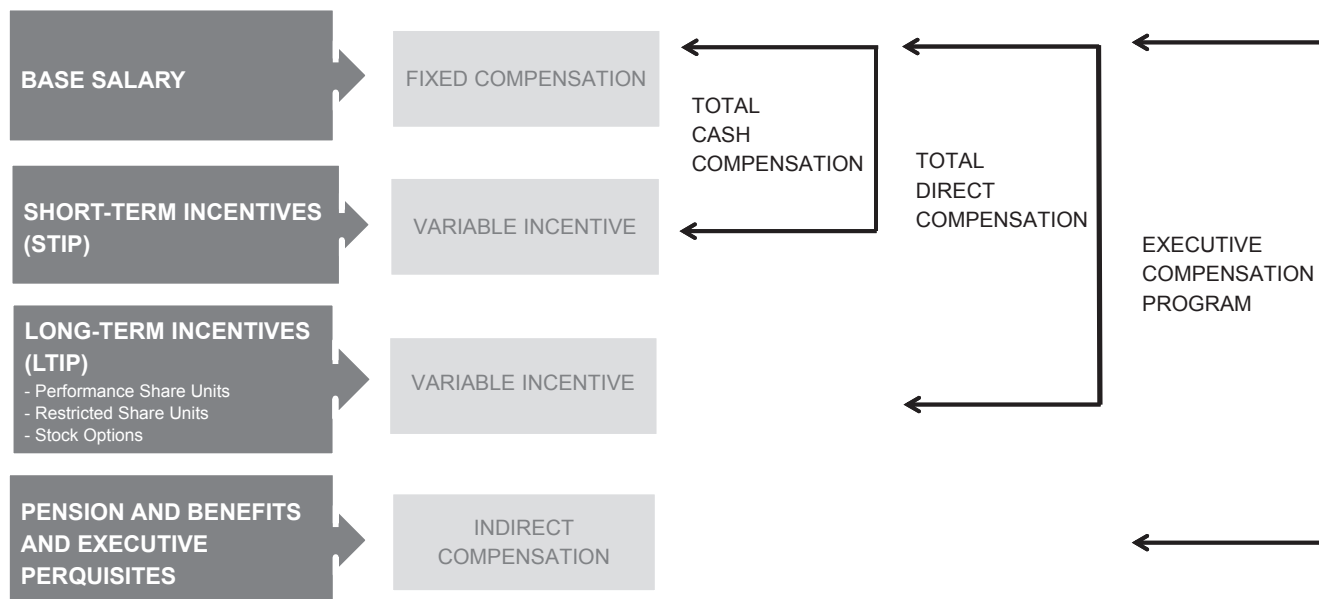 BASE SALARY
FIXED COMPENSATION
TOTAL
CASH
COMPENSATION
SHORT-TERM INCENTIVES
(STIP)
VARIABLE INCENTIVE
TOTAL
DIRECT
COMPENSATION
LONG-TERM INCENTIVES
(LTIP)
- Performance Share Units
- Restricted Share Units
- Stock Options
VARIABLE INCENTIVE
EXECUTIVE
COMPENSATION
PROGRAM
PENSION AND BENEFITS
AND EXECUTIVE
PERQUISITES
INDIRECT
COMPENSATION